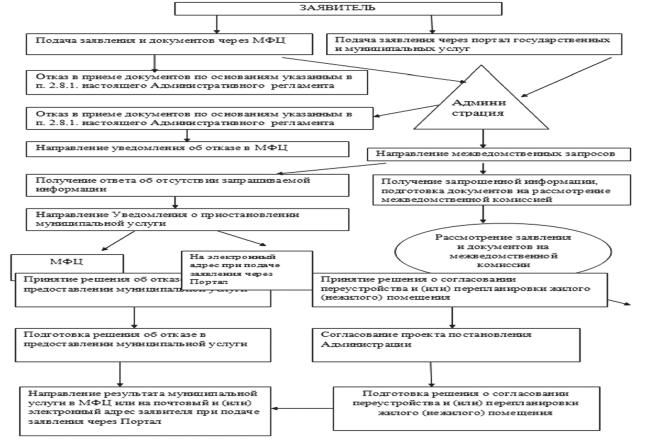 ЗАЯВИТЕЛЬ
Подача заявления и документов через МФЦ
Подача заявления через портал государственных
и муниципальных услуг
Отказ в приеме документов по основаниям указанным в
п. 2.8.1. настоящего Административного регламента
Админи
страция
Отказ в приеме документов по основаниям указанным в
п. 2.8.1. настоящего Административного регламента
Направление уведомления об отказе в МФЦ
Направление межведомственных запросов
Получение ответа об отсутствии запрашиваемой
информации
Получение запрошенной информации,
подготовка документов на рассмотрение
межведомственной комиссией
Направление Уведомления о приостановлении
муниципальной услуги
Рассмотрение заявления
и документов на
межведомственной
комиссии
МФЦ
На электронный
адрес при подаче
заявления через
Портал
Принятие решения об отказе
предоставлении муниципальной услуги
Принятие решения о согласовании
переустройства и (или) перепланировки жилого
(нежилого) помещения
Подготовка решения об отказе в
предоставлении муниципальной услуги
Согласование проекта постановления
Администрации
Направление результата муниципальной
услуги в МФЦ или на почтовый и (или)
электронный адрес заявителя при подаче
заявления через Портал
Подготовка решения о согласовании
переустройства и (или) перепланировки
жилого (нежилого) помещения